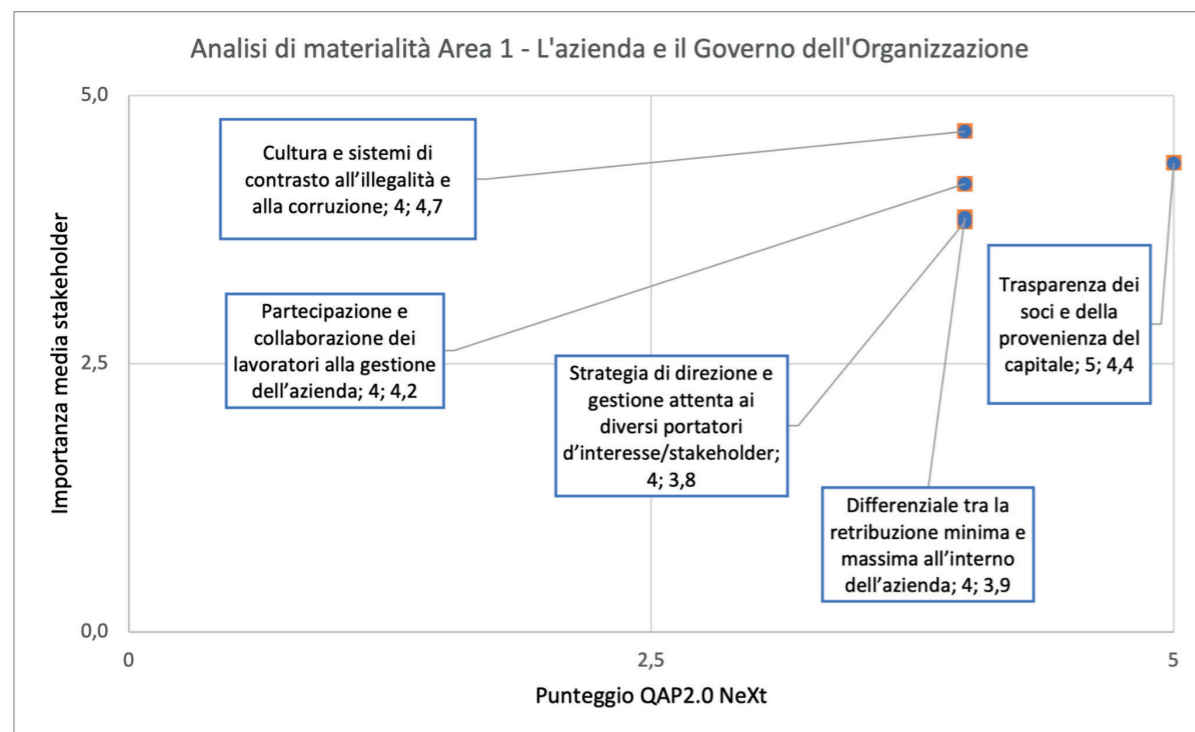 Analisi di materialità Area 1 - L'azienda e il Governo dell'Organizzazione
5,0
Cultura e sistemi di
contrasto all’illegalità e
alla corruzione; 4; 4,7
Partecipazione e
collaborazione dei
lavoratori alla gestione
dell’azienda; 4; 4,2
Strategia di direzione e
gestione attenta ai
diversi portatori
d’interesse/stakeholder;
4; 3,8
Trasparenza dei
soci e della
provenienza del
capitale; 5; 4,4
Differenziale tra la
retribuzione minima e
massima all’interno
dell’azienda; 4; 3,9
Importanza media stakeholder
2,5
0,0
0
2,5
5
Punteggio QAP2.0 NeXt